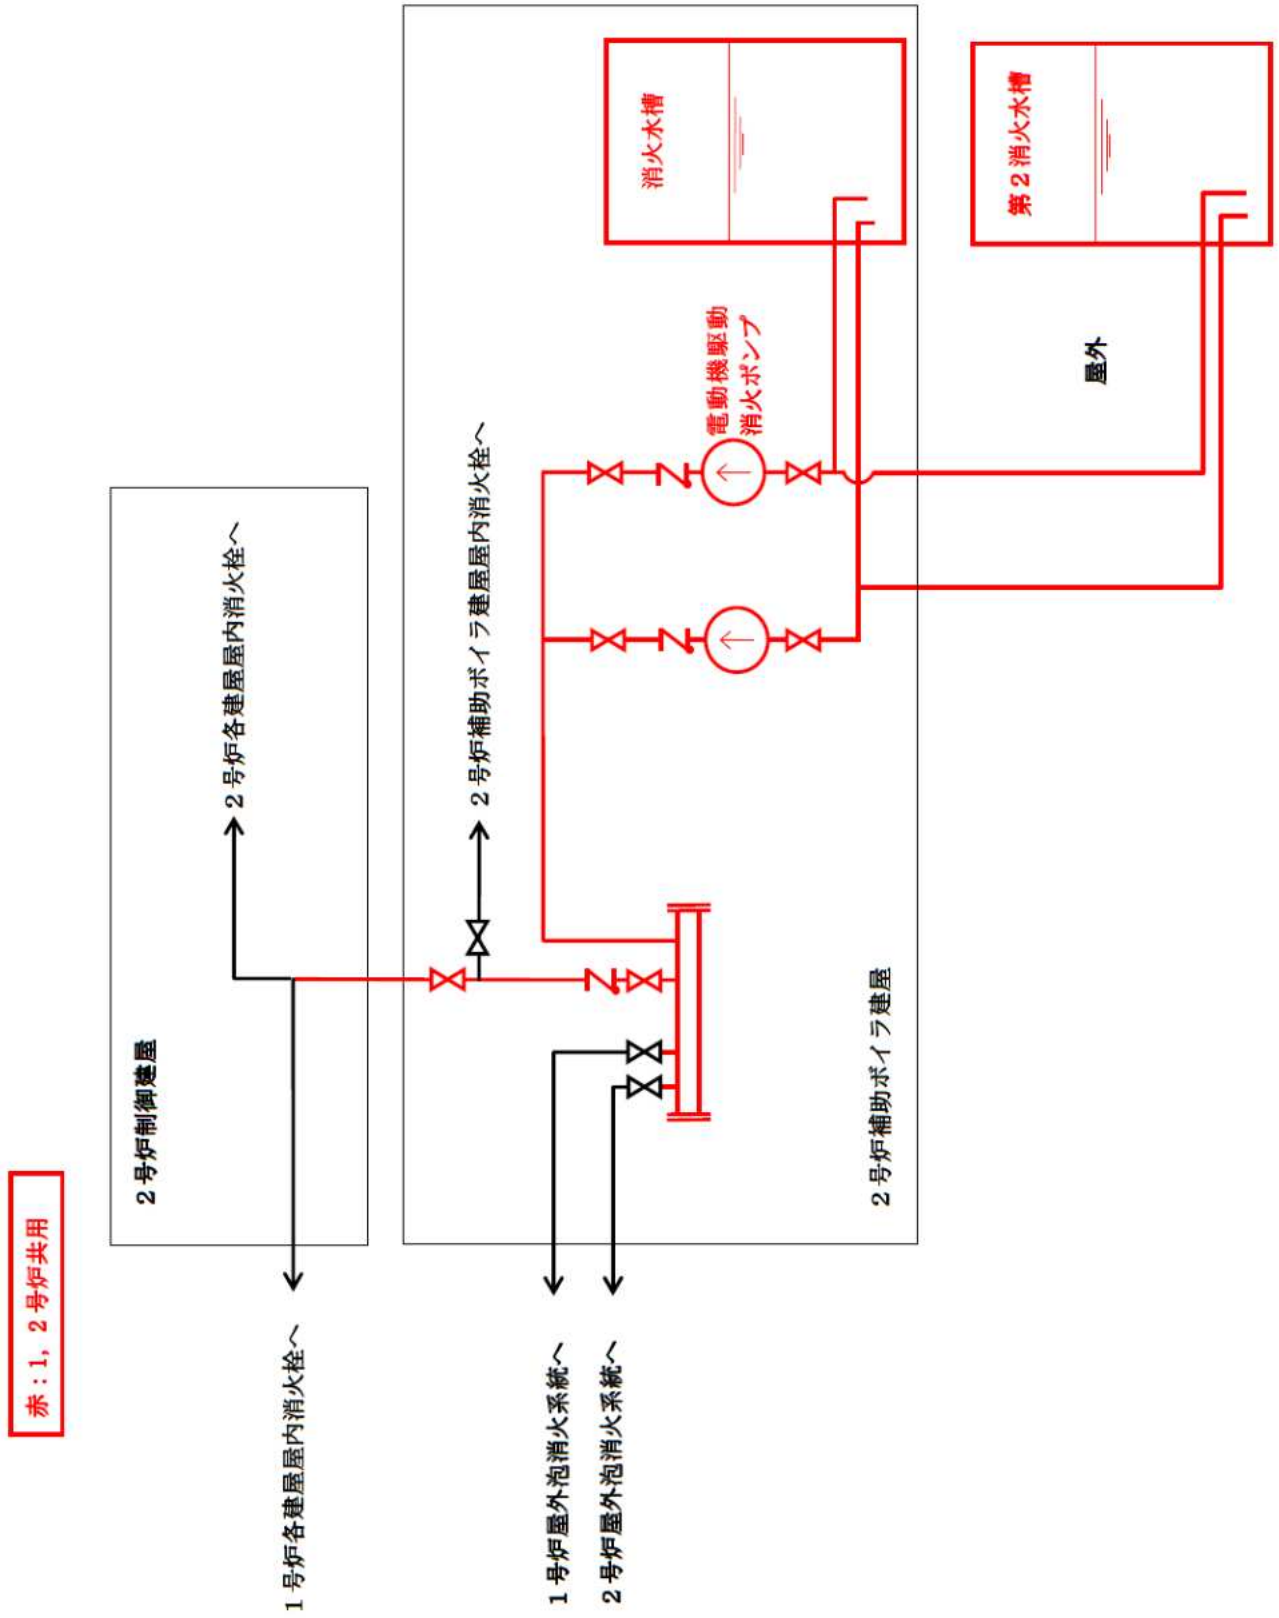 赤：1，2号炉共用
2号炉制御建屋
2号炉各建屋屋内消火栓へ
1号炉各建屋屋内消火栓へ
2号炉補助ボイラ建屋屋内消火栓へ
1号炉屋外泡消火系統へ
2号炉屋外泡消火系統へ
電動機駆動
消火ポンプ
消火水槽
2号炉補助ボイラ建屋
第2消火水槽
屋外